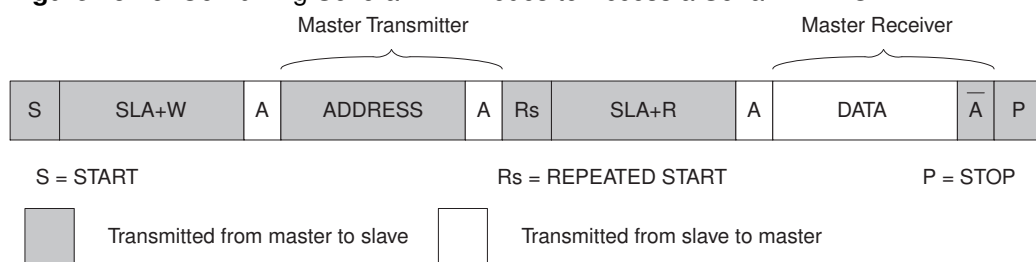 Master Transmitter Master Receiver
S SLA+W A ADDRESS A Rs SLA+R A DATA A P
S = START Rs = REPEATED START P = STOP
Transmitted from master to slave Transmitted from slave to master